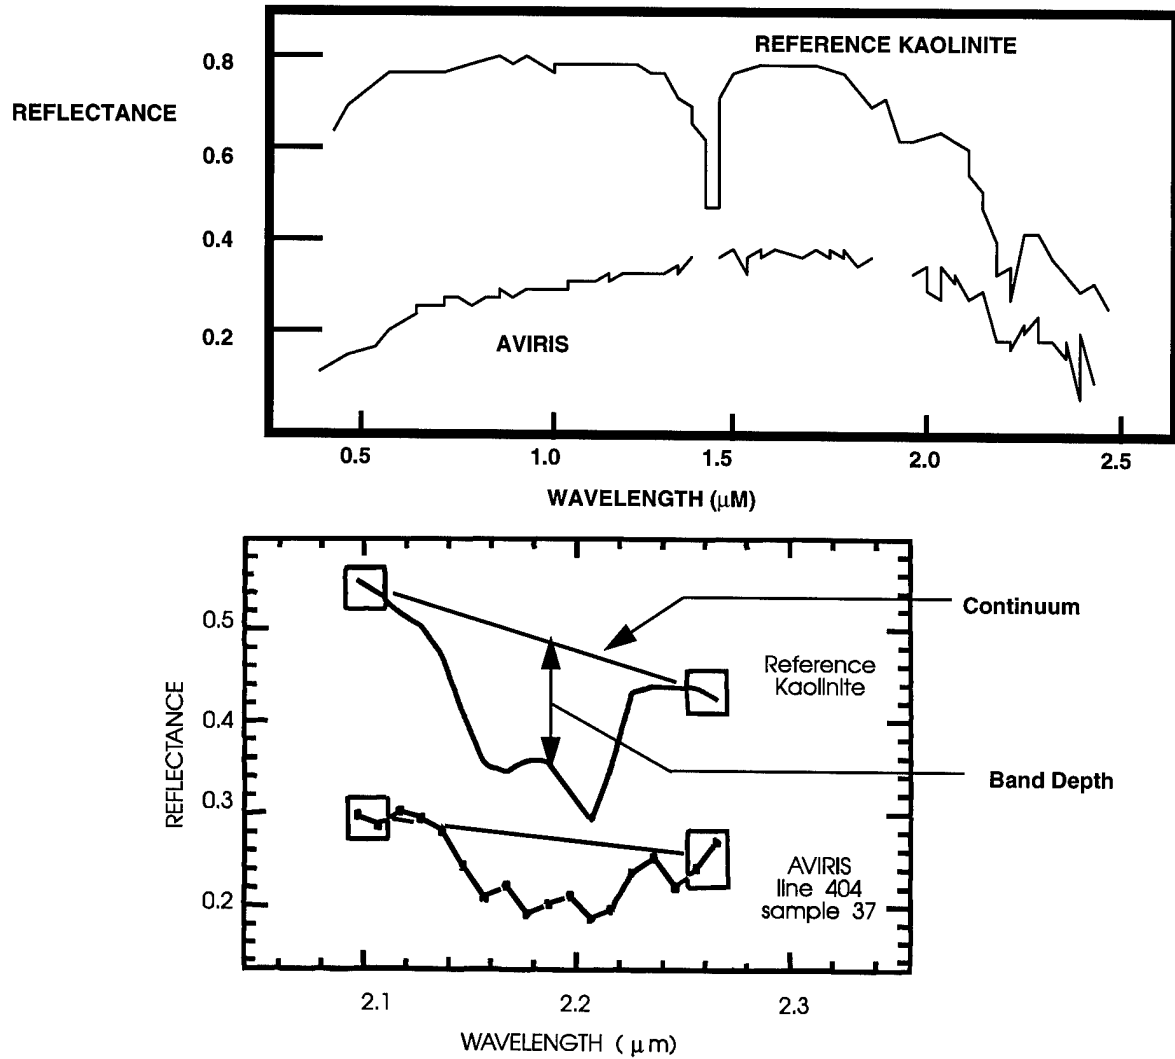 REFERENCE KAOLINITE
0.8
REFLECTANCE
0.6
0.4
0.2
AVIRIS
0.5 1.0 1.5 2.0 2.5
WAVELENGTH (μM)
Continuum
0.5
Reference
Kaolinite
0.4
REFLECTANCE
Band Depth
0.3
AVIRIS
line 404
sample 37
0.2
2.1 2.2 2.3
WAVELENGTH ( μm)